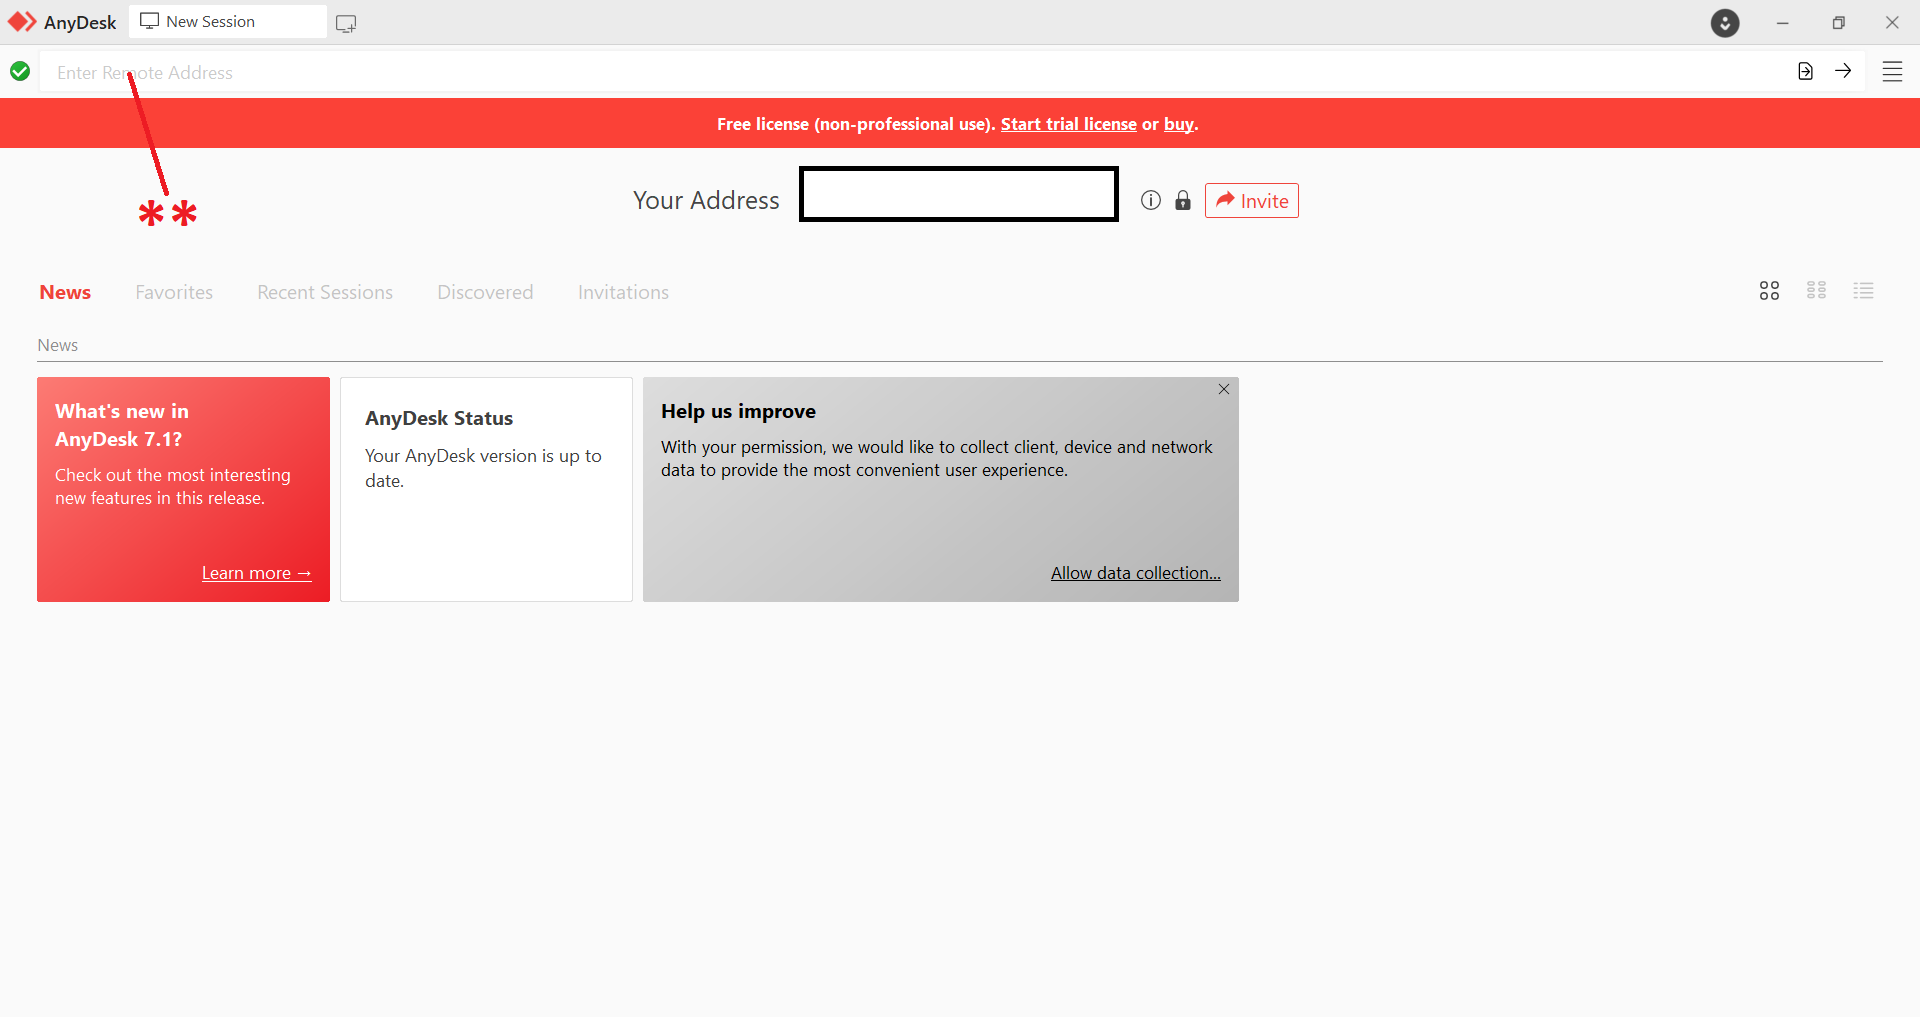 AnyDesk
New Session
Enter Remote Address
Free license (non-professional use). Start trial license or buy.
Your Address
Invite
**
News
Favorites
Recent Sessions
Discovered
Invitations
News
What's new in
AnyDesk 7.1?
Check out the most interesting
new features in this release.
Learn more →
AnyDesk Status
Your AnyDesk version is up to
date.
Help us improve
With your permission, we would like to collect client, device and network
data to provide the most convenient user experience.
Allow data collection...